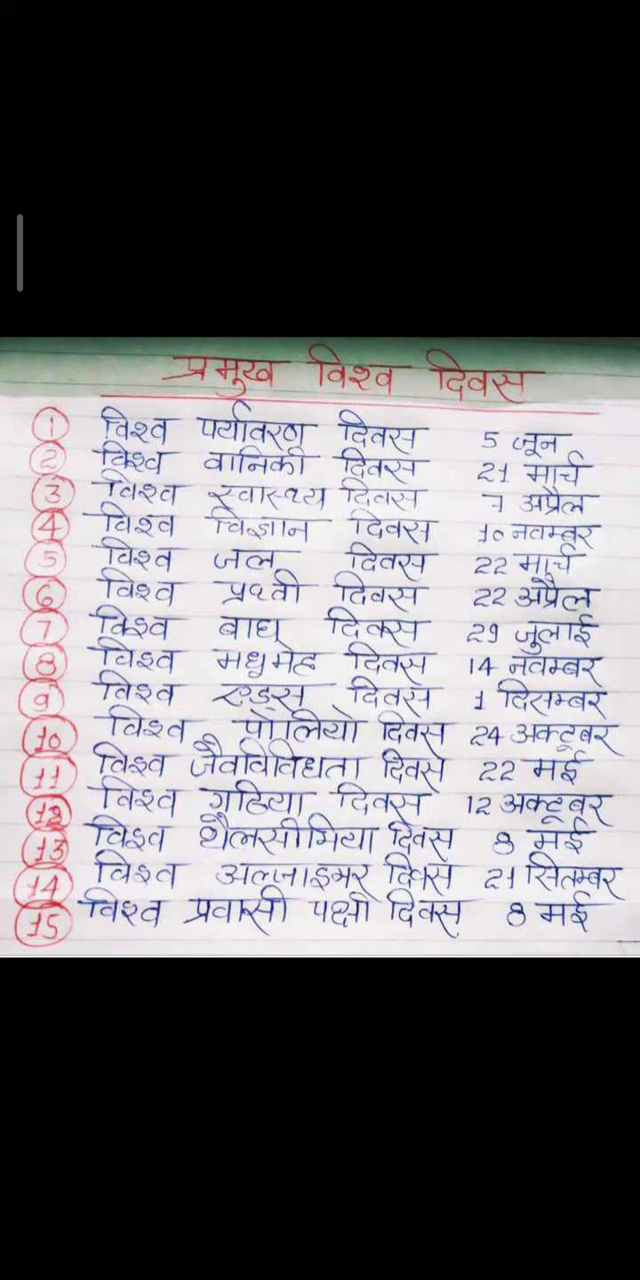 प्रमुख विश्व दिवस
1 विश्व पर्यावरण दिवस 5 जून
2 विश्व वानिकी दिवस 21 मार्च
3 विश्व स्वास्थ्य दिवस 7 अप्रैल
4 विश्व विज्ञान दिवस 10 नवम्बर
5 विश्व जल दिवस 22 मार्च
6 विश्व प्रथ्वी दिवस 22 अप्रैल
7 विश्व बाघ दिवस 29 जुलाई
8 विश्व मधुमेह दिवस 14 नवम्बर
9 विश्व एड्स दिवस 1 दिसम्बर
10 विश्व पोलियो दिवस 24 अक्टूबर
11 विश्व जैवविविधता दिवस 22 मई
12 विश्व गठिया दिवस 12 अक्टूबर
13 विश्व थैलसीमिया दिवस 8 मई
14 विश्व अल्जाइमर दिवस 21 सितम्बर
15 विश्व प्रवासी पक्षी दिवस 8 मई